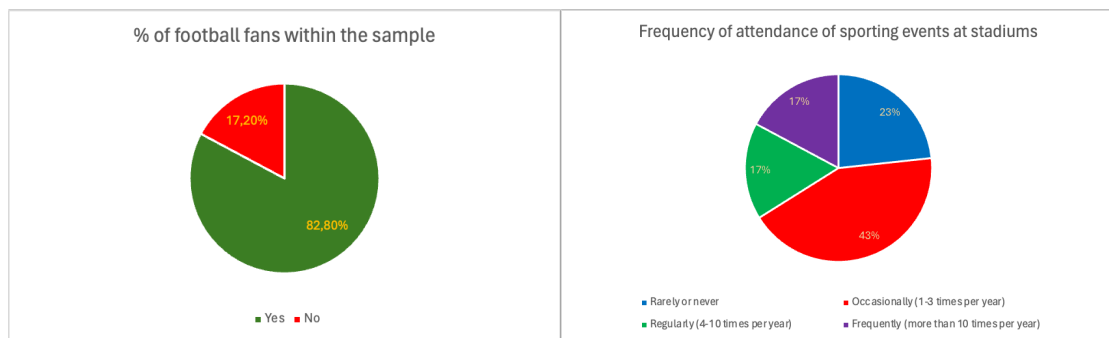 % of football fans within the sample
17,20%
82,80%
Yes No
Frequency of attendance of sporting events at stadiums
17%
23%
17%
43%
Rarely or never
Occasionally (1-3 times per year)
Regularly (4-10 times per year)
Frequently (more than 10 times per year)